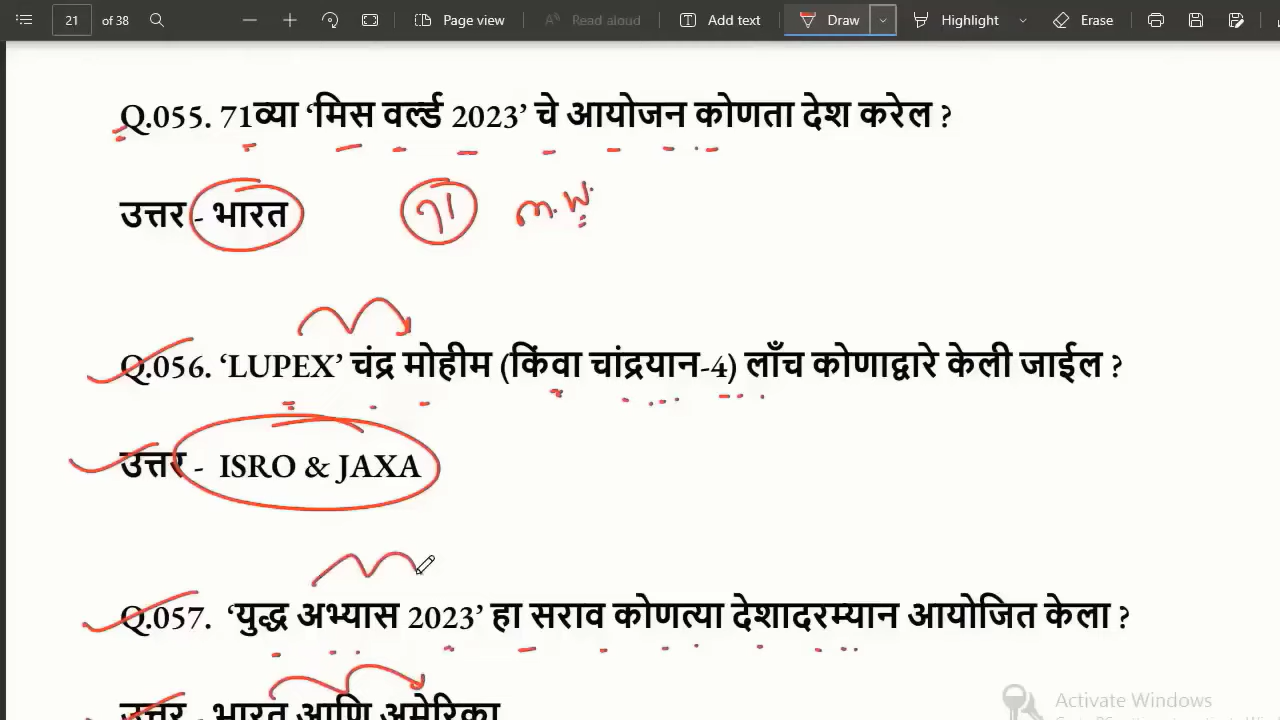 21 of 38 Page view Read aloud Add text Draw Highlight Erase
Q.055. 71व्या ‘मिस वर्ल्ड 2023’ चे आयोजन कोणता देश करेल ?
उत्तर - भारत ७१ m. W.
Q.056. ‘LUPEX’ चंद्र मोहीम (किंवा चांद्रयान-4) लाँच कोणाद्वारे केली जाईल ?
उत्तर - ISRO & JAXA
Q.057. ‘युद्ध अभ्यास 2023’ हा सराव कोणत्या देशादरम्यान आयोजित केला ?
उत्तर - भारत आणि अमेरिका
Activate Windows